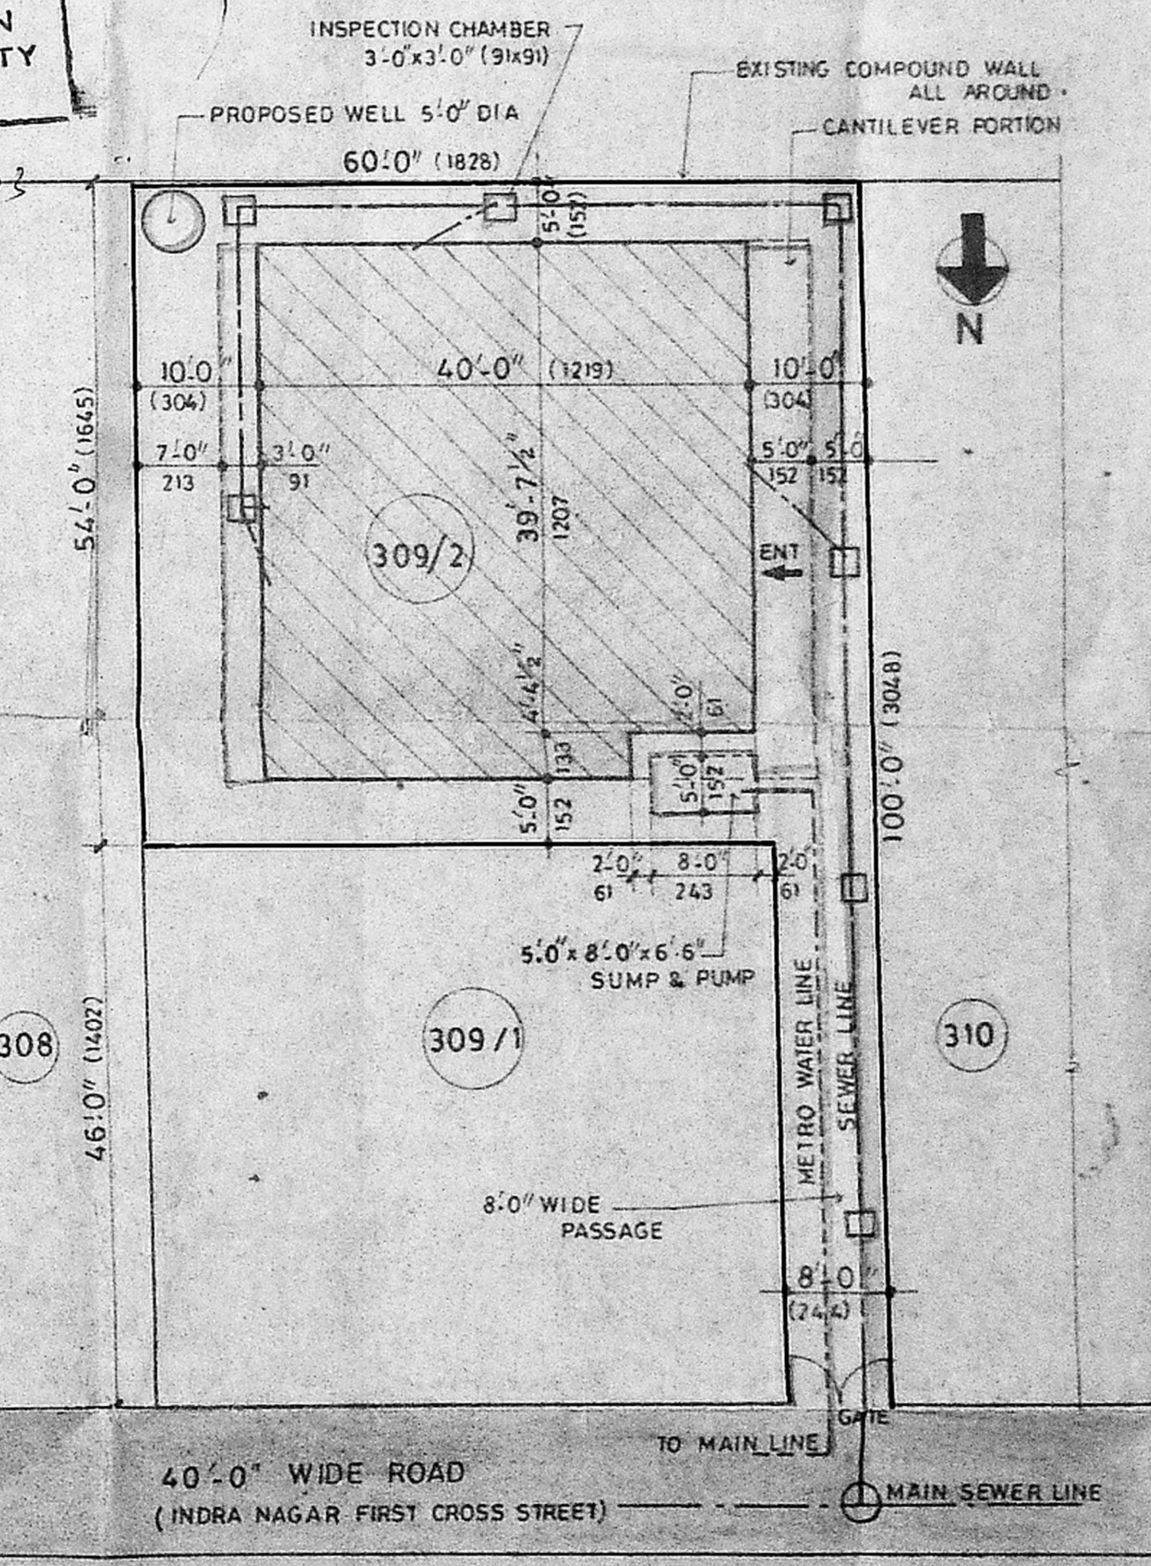 N
TY
INSPECTION CHAMBER
3'-0"x3'-0" (91x91)
EXISTING COMPOUND WALL
ALL AROUND.
PROPOSED WELL 5'-0" DIA
CANTILEVER PORTION
60'-0" (1828)
5'-0"
(152)
N
10'-0"
(304)
40'-0" (1219)
10'-0"
(304)
54'-0" (1645)
7'-0"
213
3'-0"
91
39'-7½"
1207
5'-0"
152
5'-0
152
309/2
ENT
4'-4½"
133
2'-0"
61
100'-0" (3048)
5'-0"
152
5'-0"
152
2'-0"
61
8'-0"
243
2'-0"
61
5'-0"x 8'-0"x 6'-6"
SUMP & PUMP
METRO WATER LINE
SEWER LINE
308
309/1
310
46'-0" (1402)
8'-0" WIDE
PASSAGE
8'-0"
(244)
GATE
TO MAIN LINE
40'-0" WIDE ROAD
(INDRA NAGAR FIRST CROSS STREET)
MAIN SEWER LINE